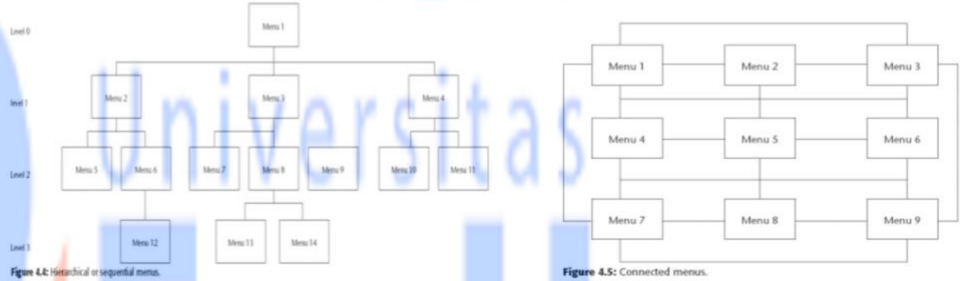 Level 0
Menu 1
level 1
Menu 2
Menu 3
Menu 4
Level 2
Menu 5
Menu 6
Menu 7
Menu 8
Menu 9
Menu 10
Menu 11
Level 3
Menu 12
Menu 13
Menu 14
Figure 4.4: Hierarchical or sequential menus.
Universitas
Menu 1
Menu 2
Menu 3
Menu 4
Menu 5
Menu 6
Menu 7
Menu 8
Menu 9
Figure 4.5: Connected menus.